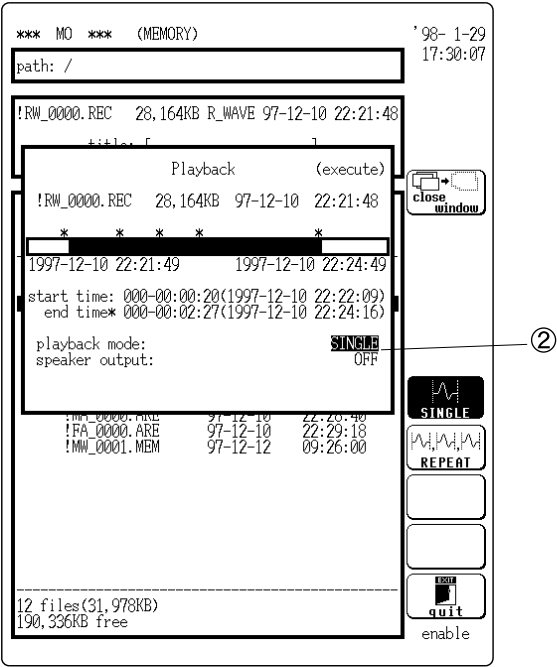 *** MO *** (MEMORY)
'98- 1-29
17:30:07
path: /
!RW_0000.REC 28,164KB R_WAVE 97-12-10 22:21:48
title: [ ]
Playback (execute)
!RW_0000.REC 28,164KB 97-12-10 22:21:48
* * * * *
1997-12-10 22:21:49 1997-12-10 22:24:49
start time: 000-00:00:20(1997-12-10 22:22:09)
end time* 000-00:02:27(1997-12-10 22:24:16)
playback mode: SINGLE
speaker output: OFF
!MA_0000.ARE 97-12-10 22:28:40
!FA_0000.ARE 97-12-10 22:29:18
!MW_0001.MEM 97-12-12 09:26:00
12 files(31,978KB)
190,336KB free
close
window
②
SINGLE
REPEAT
EXIT
quit
enable